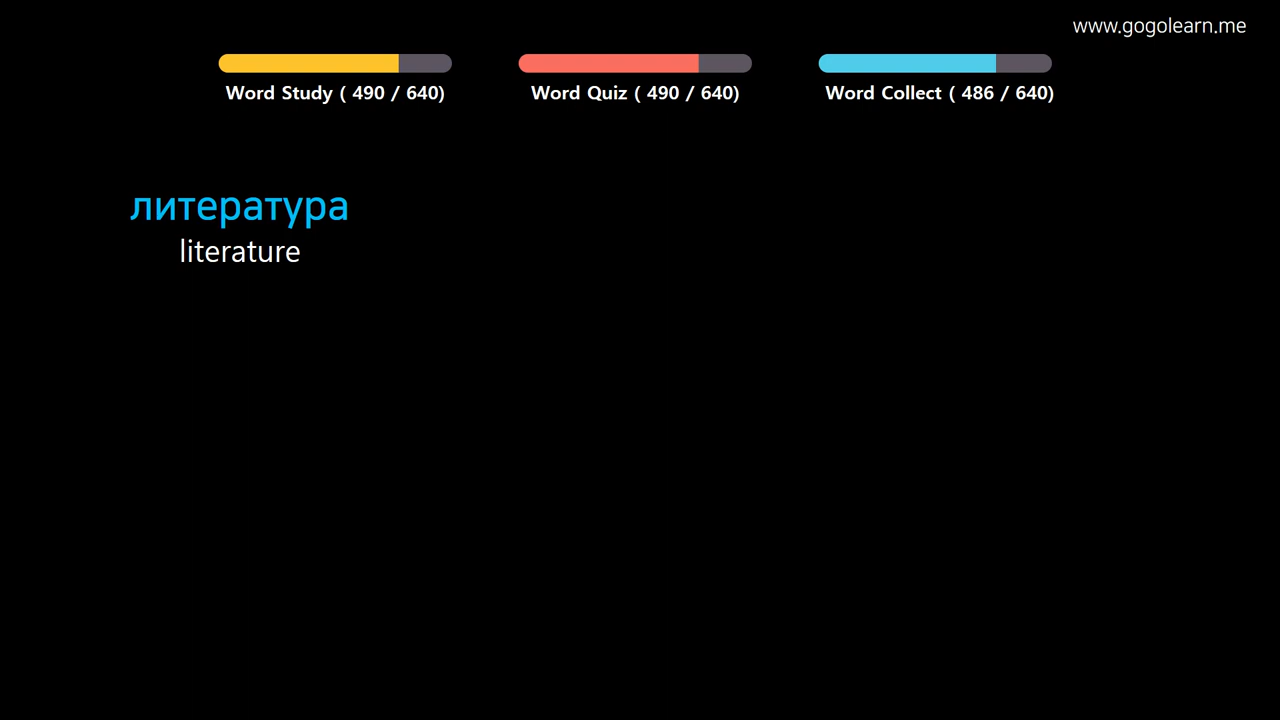 www.gogolearn.me
Word Study ( 490 / 640)
Word Quiz ( 490 / 640)
Word Collect ( 486 / 640)
литература
literature